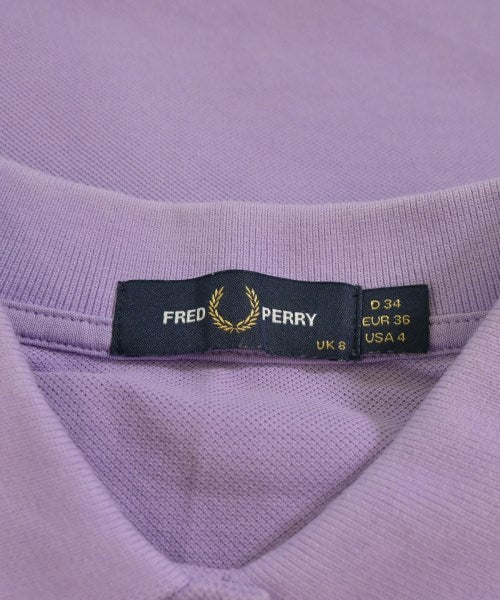 FRED PERRY
UK 8
D 34
EUR 36
USA 4